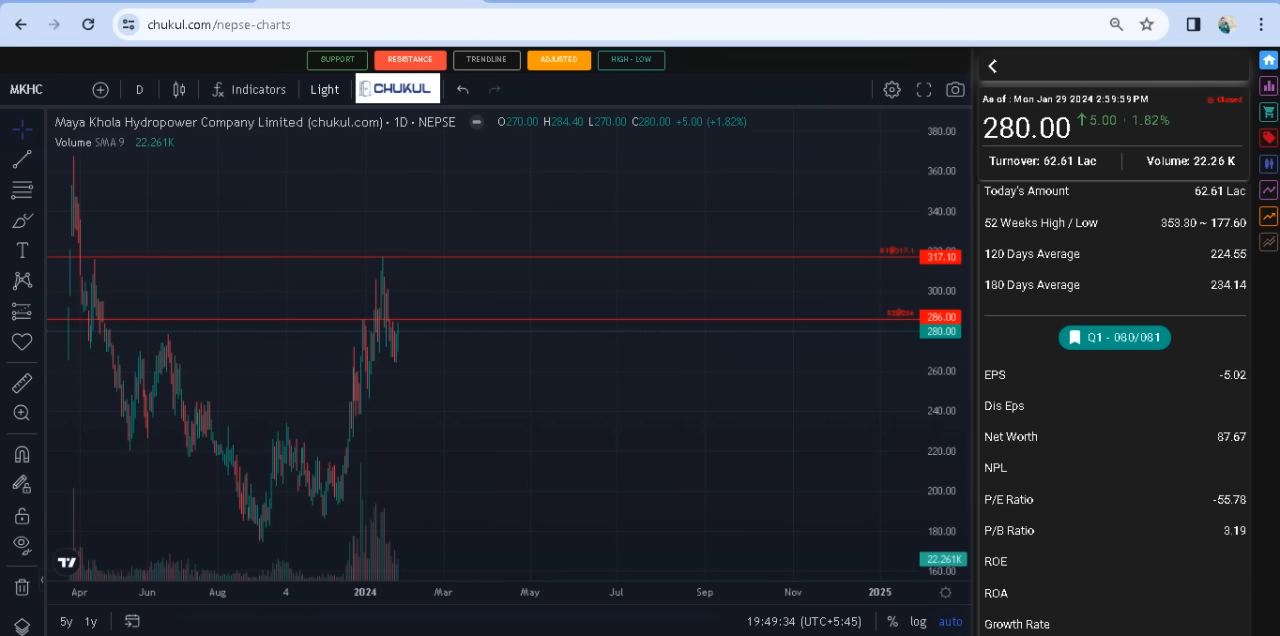 chukul.com/nepse-charts
SUPPORT RESISTANCE TRENDLINE ADJUSTED HIGH - LOW
MKHC D Indicators Light CHUKUL
Maya Khola Hydropower Company Limited (chukul.com) · 1D · NEPSE O270.00 H284.40 L270.00 C280.00 +5.00 (+1.82%)
Volume SMA 9 22.261K
380.00
360.00
340.00
320.00
317.10
300.00
286.00
280.00
260.00
240.00
220.00
200.00
180.00
22.261K
160.00
Apr Jun Aug 4 2024 Mar May Jul Sep Nov 2025
5y 1y 19:49:34 (UTC+5:45) % log auto
As of : Mon Jan 29 2024 2:59:59 PM Closed
280.00 5.00 · 1.82%
Turnover: 62.61 Lac Volume: 22.26 K
Today's Amount 62.61 Lac
52 Weeks High / Low 353.30 ~ 177.60
120 Days Average 224.55
180 Days Average 234.14
Q1 - 080/081
EPS -5.02
Dis Eps
Net Worth 87.67
NPL
P/E Ratio -55.78
P/B Ratio 3.19
ROE
ROA
Growth Rate